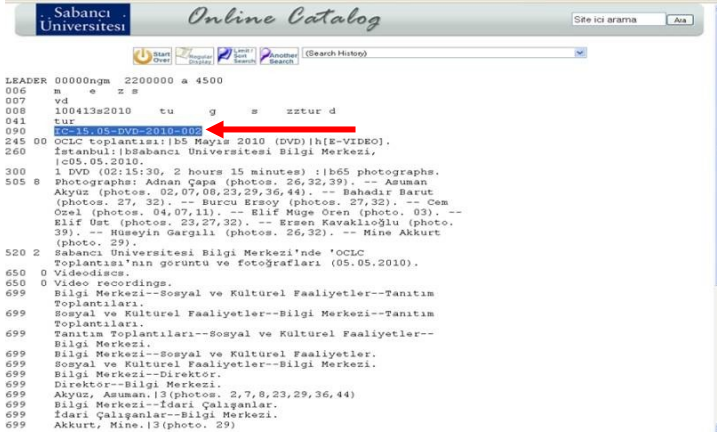 Sabancı
Üniversitesi
Online Catalog
Site ici arama
Ara
Start Over
Regular Display
Limit/ Sort Search
Another Search
(Search History)
LEADER 00000ngm 2200000 a 4500
006 m e z s
007 vd
008 100413s2010 tu g s zztur d
041 tur
090 IC-15.05-DVD-2010-002
245 00 OCLC toplantısı:|b5 Mayıs 2010 (DVD)|h[E-VIDEO].
260 İstanbul:|bSabancı Üniversitesi Bilgi Merkezi,
|c05.05.2010.
300 1 DVD (02:15:30, 2 hours 15 minutes) :|b65 photographs.
505 8 Photographs: Adnan Çapa (photos. 26,32,39). -- Asuman
Akyüz (photos. 02,07,08,23,29,36,44). -- Bahadır Barut
(photos. 27, 32). -- Burcu Ersoy (photos. 27,32). -- Cem
Özel (photos. 04,07,11). -- Elif Müge Ören (photo. 03). --
Elif Üst (photos. 23,27,32). -- Ersen Kavaklıoğlu (photo.
39). -- Hüseyin Gargılı (photos. 26,32). -- Mine Akkurt
(photo. 29).
520 2 Sabancı Üniversitesi Bilgi Merkezi'nde 'OCLC
Toplantısı'nın görüntü ve fotoğrafları (05.05.2010).
650 0 Videodiscs.
650 0 Video recordings.
699 Bilgi Merkezi--Sosyal ve Kültürel Faaliyetler--Tanıtım
Toplantıları.
699 Sosyal ve Kültürel Faaliyetler--Bilgi Merkezi--Tanıtım
Toplantıları.
699 Tanıtım Toplantıları--Sosyal ve Kültürel Faaliyetler--
Bilgi Merkezi.
699 Bilgi Merkezi--Sosyal ve Kültürel Faaliyetler.
699 Sosyal ve Kültürel Faaliyetler--Bilgi Merkezi.
699 Bilgi Merkezi--Direktör.
699 Direktör--Bilgi Merkezi.
699 Akyüz, Asuman.|3(photos. 2,7,8,23,29,36,44)
699 Bilgi Merkezi--İdari Çalışanlar.
699 İdari Çalışanlar--Bilgi Merkezi.
699 Akkurt, Mine.|3(photo. 29)